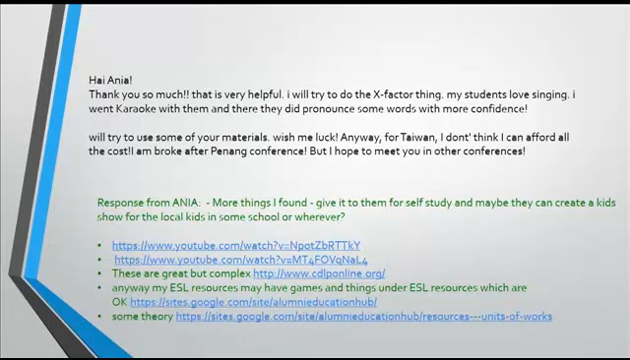 Hai Ania!
Thank you so much!! that is very helpful. i will try to do the X-factor thing. my students love singing. i
went Karaoke with them and there they did pronounce some words with more confidence!
will try to use some of your materials. wish me luck! Anyway, for Taiwan, I dont' think I can afford all
the cost!I am broke after Penang conference! But I hope to meet you in other conferences!
Response from ANIA:  - More things I found - give it to them for self study and maybe they can create a kids
show for the local kids in some school or wherever?
• https://www.youtube.com/watch?v=NpotZbRTTkY
• https://www.youtube.com/watch?v=MT4FOVqNaL4
• These are great but complex http://www.cdlponline.org/
• anyway my ESL resources may have games and things under ESL resources which are
OK https://sites.google.com/site/alumnieducationhub/
• some theory https://sites.google.com/site/alumnieducationhub/resources---units-of-works